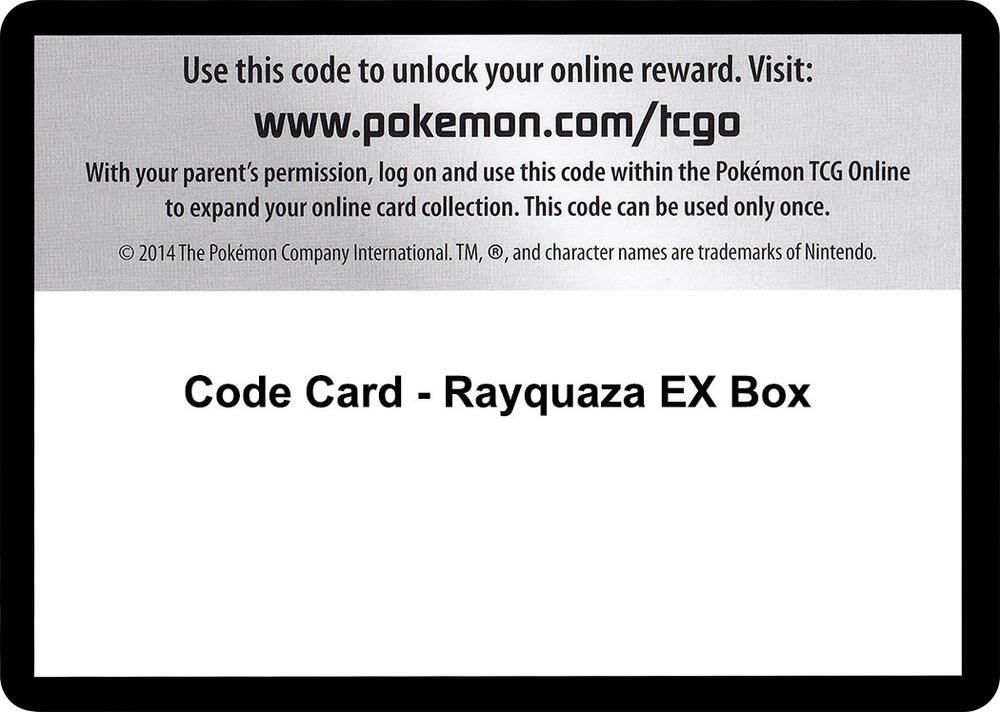 Use this code to unlock your online reward. Visit:
www.pokemon.com/tcgo
With your parent's permission, log on and use this code within the Pokémon TCG Online
to expand your online card collection. This code can be used only once.
© 2014 The Pokémon Company International. TM, ®, and character names are trademarks of Nintendo.
Code Card - Rayquaza EX Box